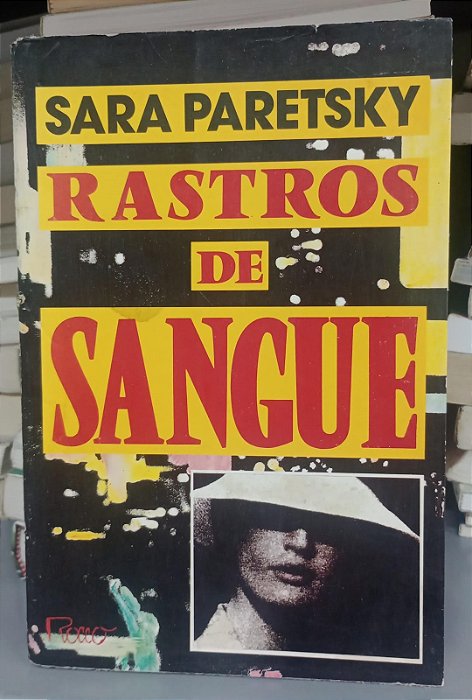 SARA PARETSKY
RASTROS
DE
SANGUE
Rocco